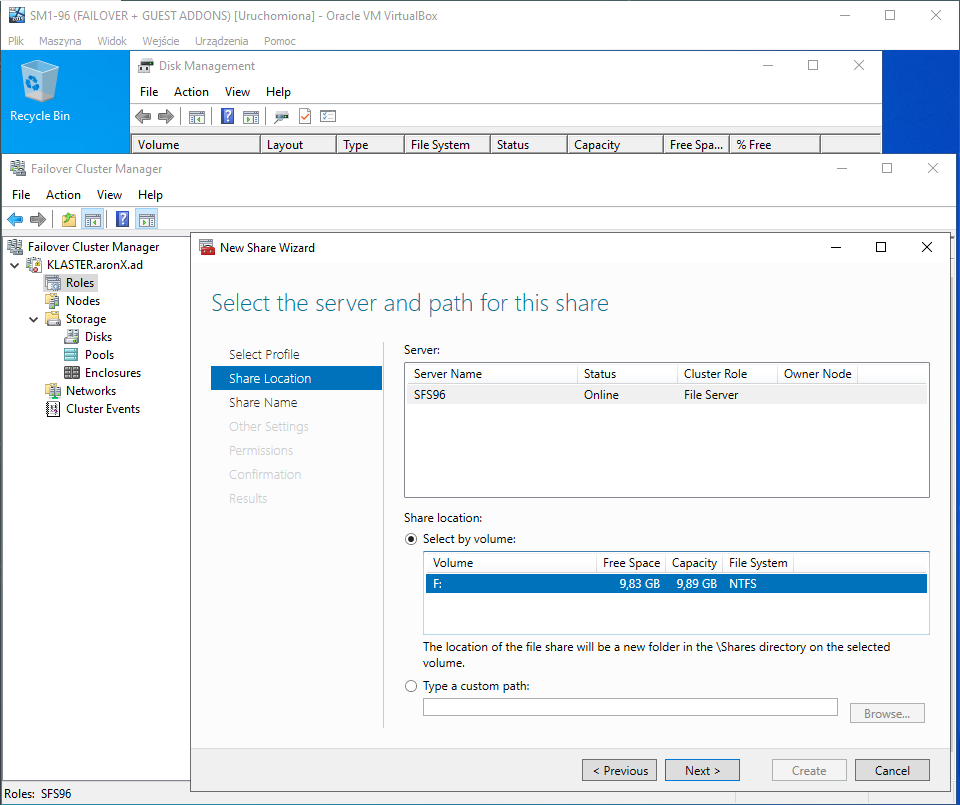 SM1-96 (FAILOVER + GUEST ADDONS) [Uruchomiona] - Oracle VM VirtualBox
Plik Maszyna Widok Wejście Urządzenia Pomoc
Recycle Bin
Disk Management
File Action View Help
Volume Layout Type File System Status Capacity Free Spa... % Free
Failover Cluster Manager
File Action View Help
Failover Cluster Manager
KLASTER.aronX.ad
Roles
Nodes
Storage
Disks
Pools
Enclosures
Networks
Cluster Events
New Share Wizard
Select the server and path for this share
Select Profile
Share Location
Share Name
Other Settings
Permissions
Confirmation
Results
Server:
Server Name Status Cluster Role Owner Node
SFS96 Online File Server
Share location:
Select by volume:
Volume Free Space Capacity File System
F: 9,83 GB 9,89 GB NTFS
The location of the file share will be a new folder in the \Shares directory on the selected
volume.
Type a custom path:
Browse...
< Previous Next > Create Cancel
Roles: SFS96